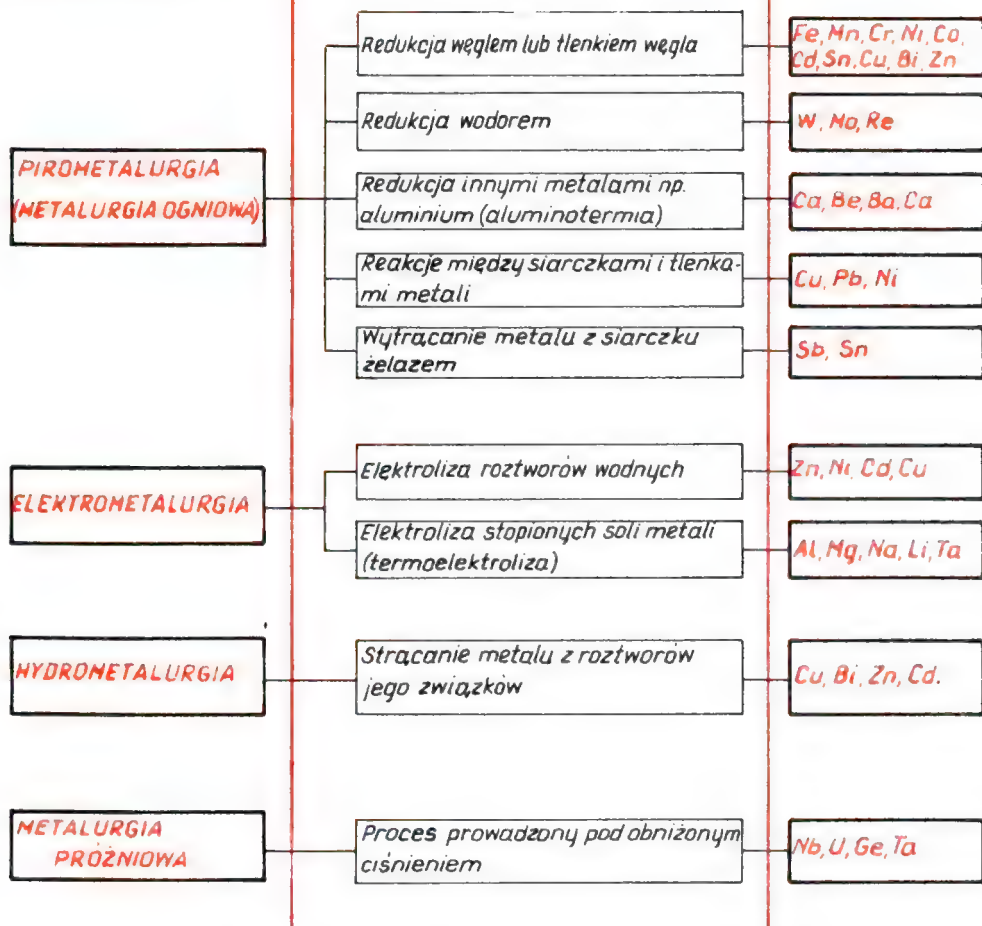 PIROMETALURGIA
(METALURGIA OGNIOWA)
Redukcja węglem lub tlenkiem węgla
Fe, Mn, Cr, Ni, Co,
Cd, Sn, Cu, Bi, Zn
Redukcja wodorem
W, Mo, Re
Redukcja innymi metalami np.
aluminium (aluminotermia)
Ca, Be, Ba, Ca
Reakcje między siarczkami i tlenka-
mi metali
Cu, Pb, Ni
Wytrącanie metalu z siarczku
żelazem
Sb, Sn
ELEKTROMETALURGIA
Elektroliza roztworów wodnych
Zn, Ni, Cd, Cu
Elektroliza stopionych soli metali
(termoelektroliza)
Al, Mg, Na, Li, Ta
HYDROMETALURGIA
Strącanie metalu z roztworów
jego związków
Cu, Bi, Zn, Cd.
METALURGIA
PRÓŻNIOWA
Proces prowadzony pod obniżonym
ciśnieniem
Nb, U, Ge, Ta